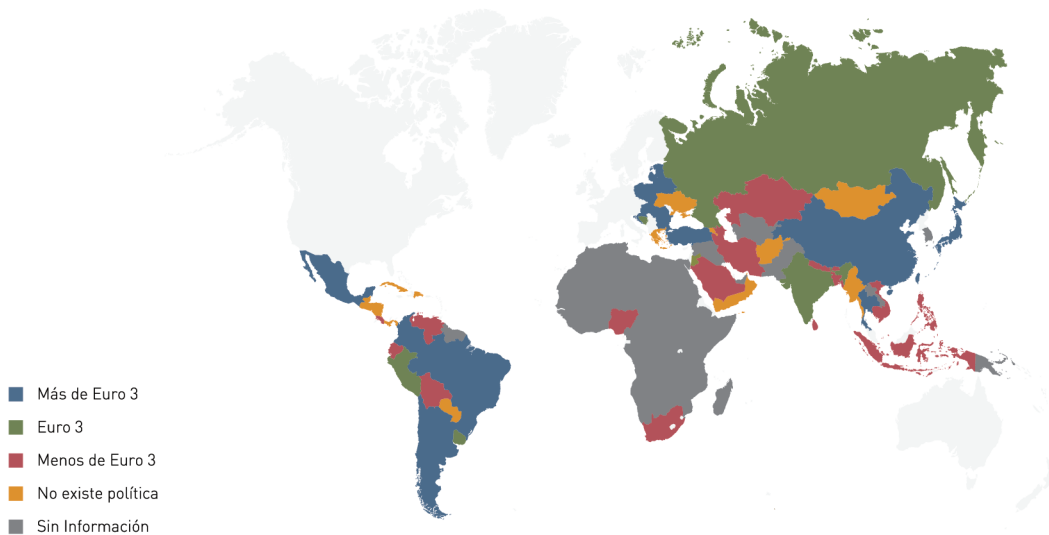 Más de Euro 3
Euro 3
Menos de Euro 3
No existe política
Sin Información